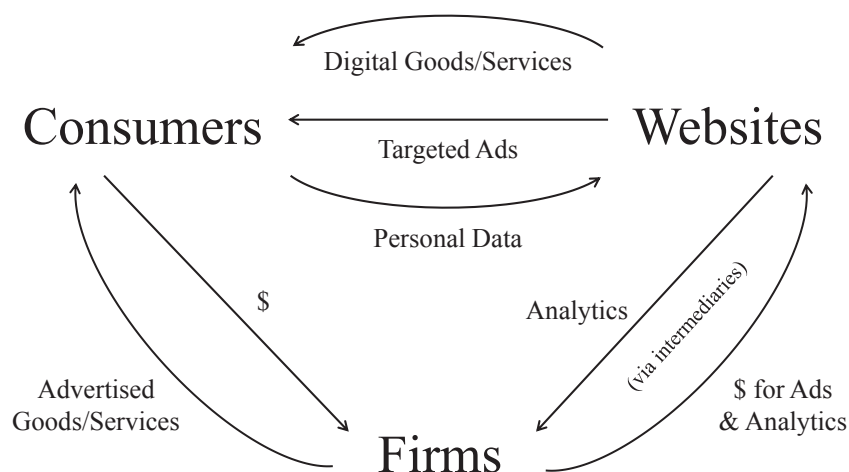 Digital Goods/Services
Consumers
Websites
Targeted Ads
Personal Data
$
Analytics
(via intermediaries)
Advertised
Goods/Services
$ for Ads
& Analytics
Firms